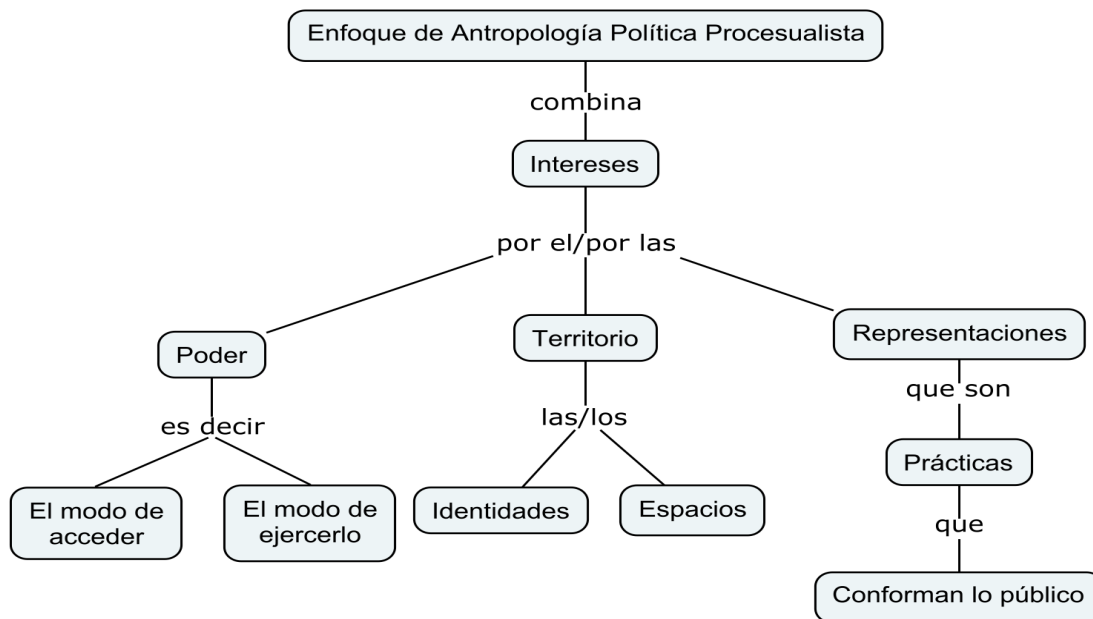 Enfoque de Antropología Política Procesualista
combina
Intereses
por el/por las
Poder
Territorio
Representaciones
es decir
las/los
que son
El modo de
acceder
El modo de
ejercerlo
Identidades
Espacios
Prácticas
que
Conforman lo público